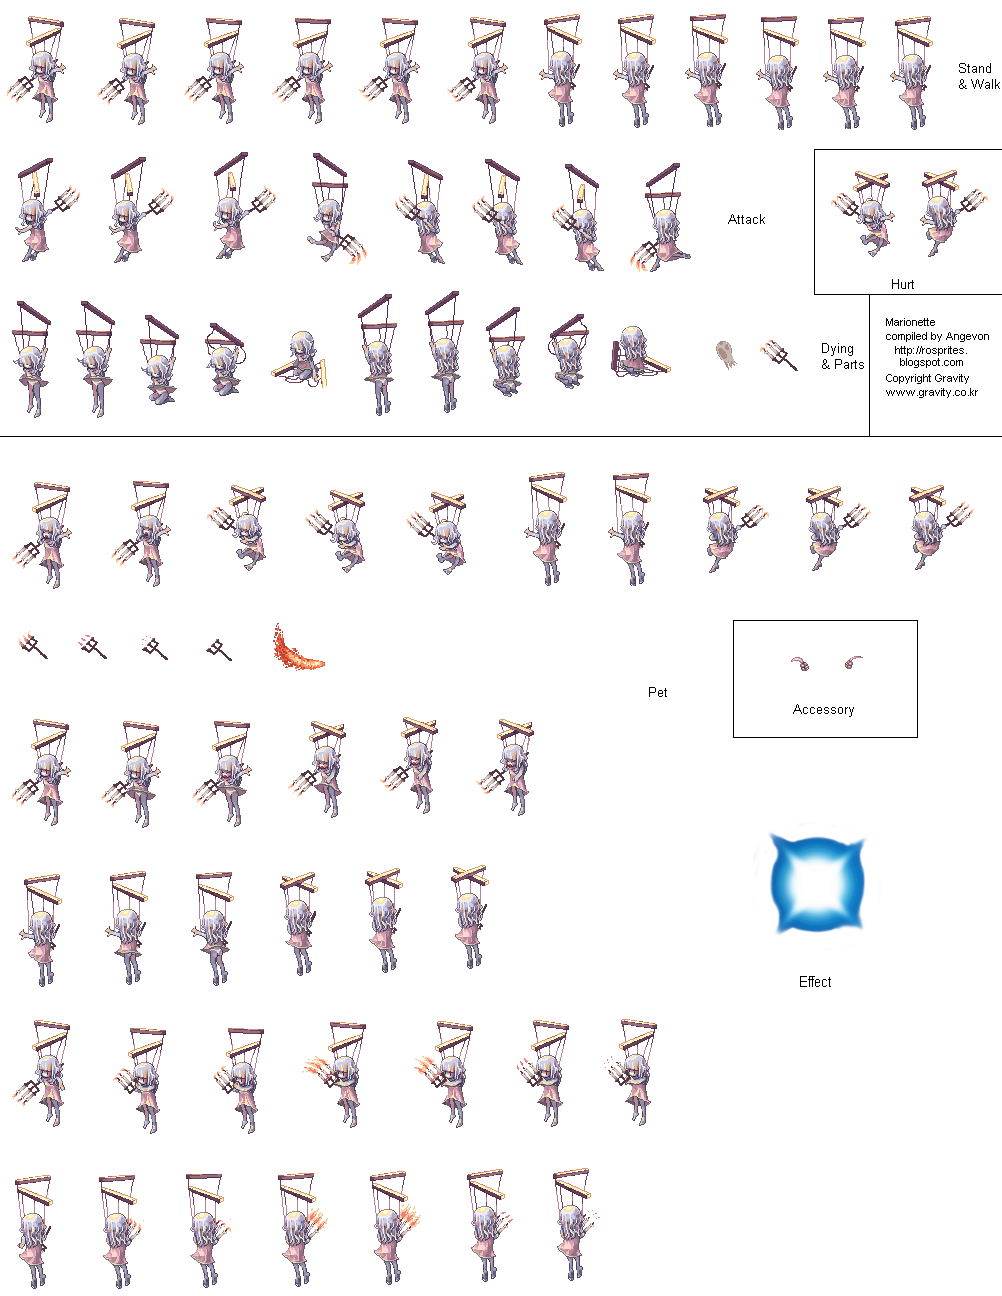 Stand
& Walk
Attack
Hurt
Marionette
compiled by Angevon
http://rosprites.
blogspot.com
Copyright Gravity
www.gravity.co.kr
Dying
& Parts
Pet
Accessory
Effect